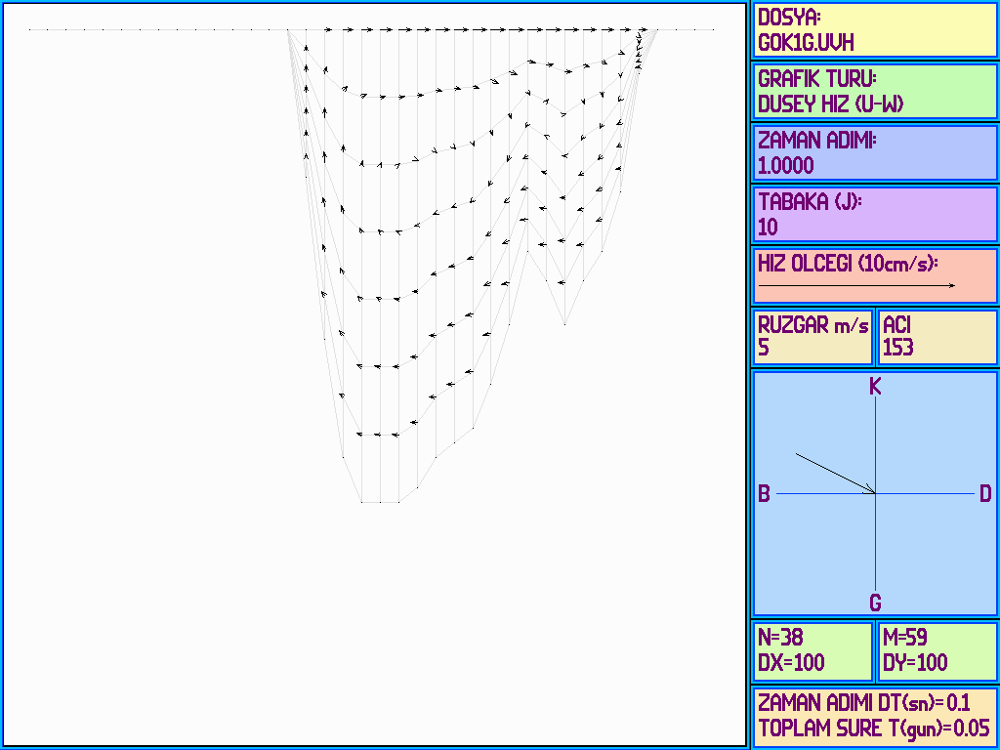 DOSYA:
GOK1G.UVH
GRAFIK TURU:
DUSEY HIZ (U-W)
ZAMAN ADIMI:
1.0000
TABAKA (J):
10
HIZ OLCEGI (10cm/s):
RUZGAR m/s
5
ACI
153
K
B
D
G
N=38
DX=100
M=59
DY=100
ZAMAN ADIMI DT(sn)=0.1
TOPLAM SURE T(gun)=0.05